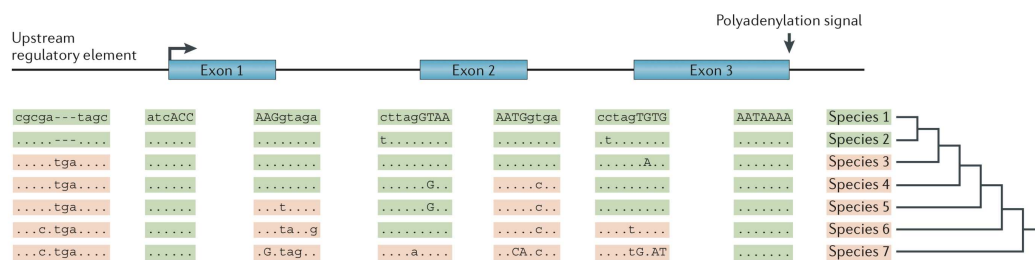 Polyadenylation signal
Upstream
regulatory element
Exon 1 Exon 2 Exon 3
cgcga---tagc atcACC AAGgtaga cttagGTAA AATGgtga cctagTGTG AATAAAA Species 1
.....---.... ...... ........ t........ ........ .t....... ....... Species 2
.....tga.... ...... ........ ......... ........ ......A.. ....... Species 3
.....tga.... ...... ........ ......G.. .....c.. ......... ....... Species 4
.....tga.... ...... ...t.... ......G.. .....c.. ......... ....... Species 5
...c.tga.... ...... ...ta..g ......... .....c.. ....t.... ....... Species 6
...c.tga.... ...... .G.tag.. ....a.... ..CA.c.. ....tG.AT ....... Species 7